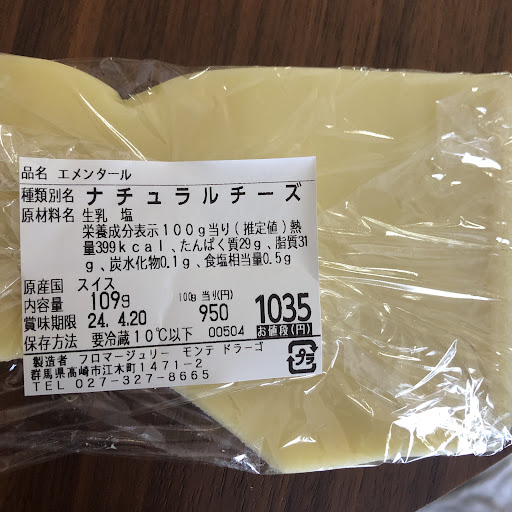 品名 エメンタール
種類別名 ナチュラルチーズ
原材料名 生乳 塩
栄養成分表示100g当り(推定値)熱
量399kcal、たんぱく質29g、脂質31
g、炭水化物0.1g、食塩相当量0.5g
原産国 スイス
内容量 109g 100g 当り(円) 1035
賞味期限 24. 4.20 950 お値段(円)
保存方法 要冷蔵10℃以下 00504
製造者 フロマージュリー モンテ ドラーゴ
群馬県高崎市江木町1471-2 プラ
TEL 027-327-8665